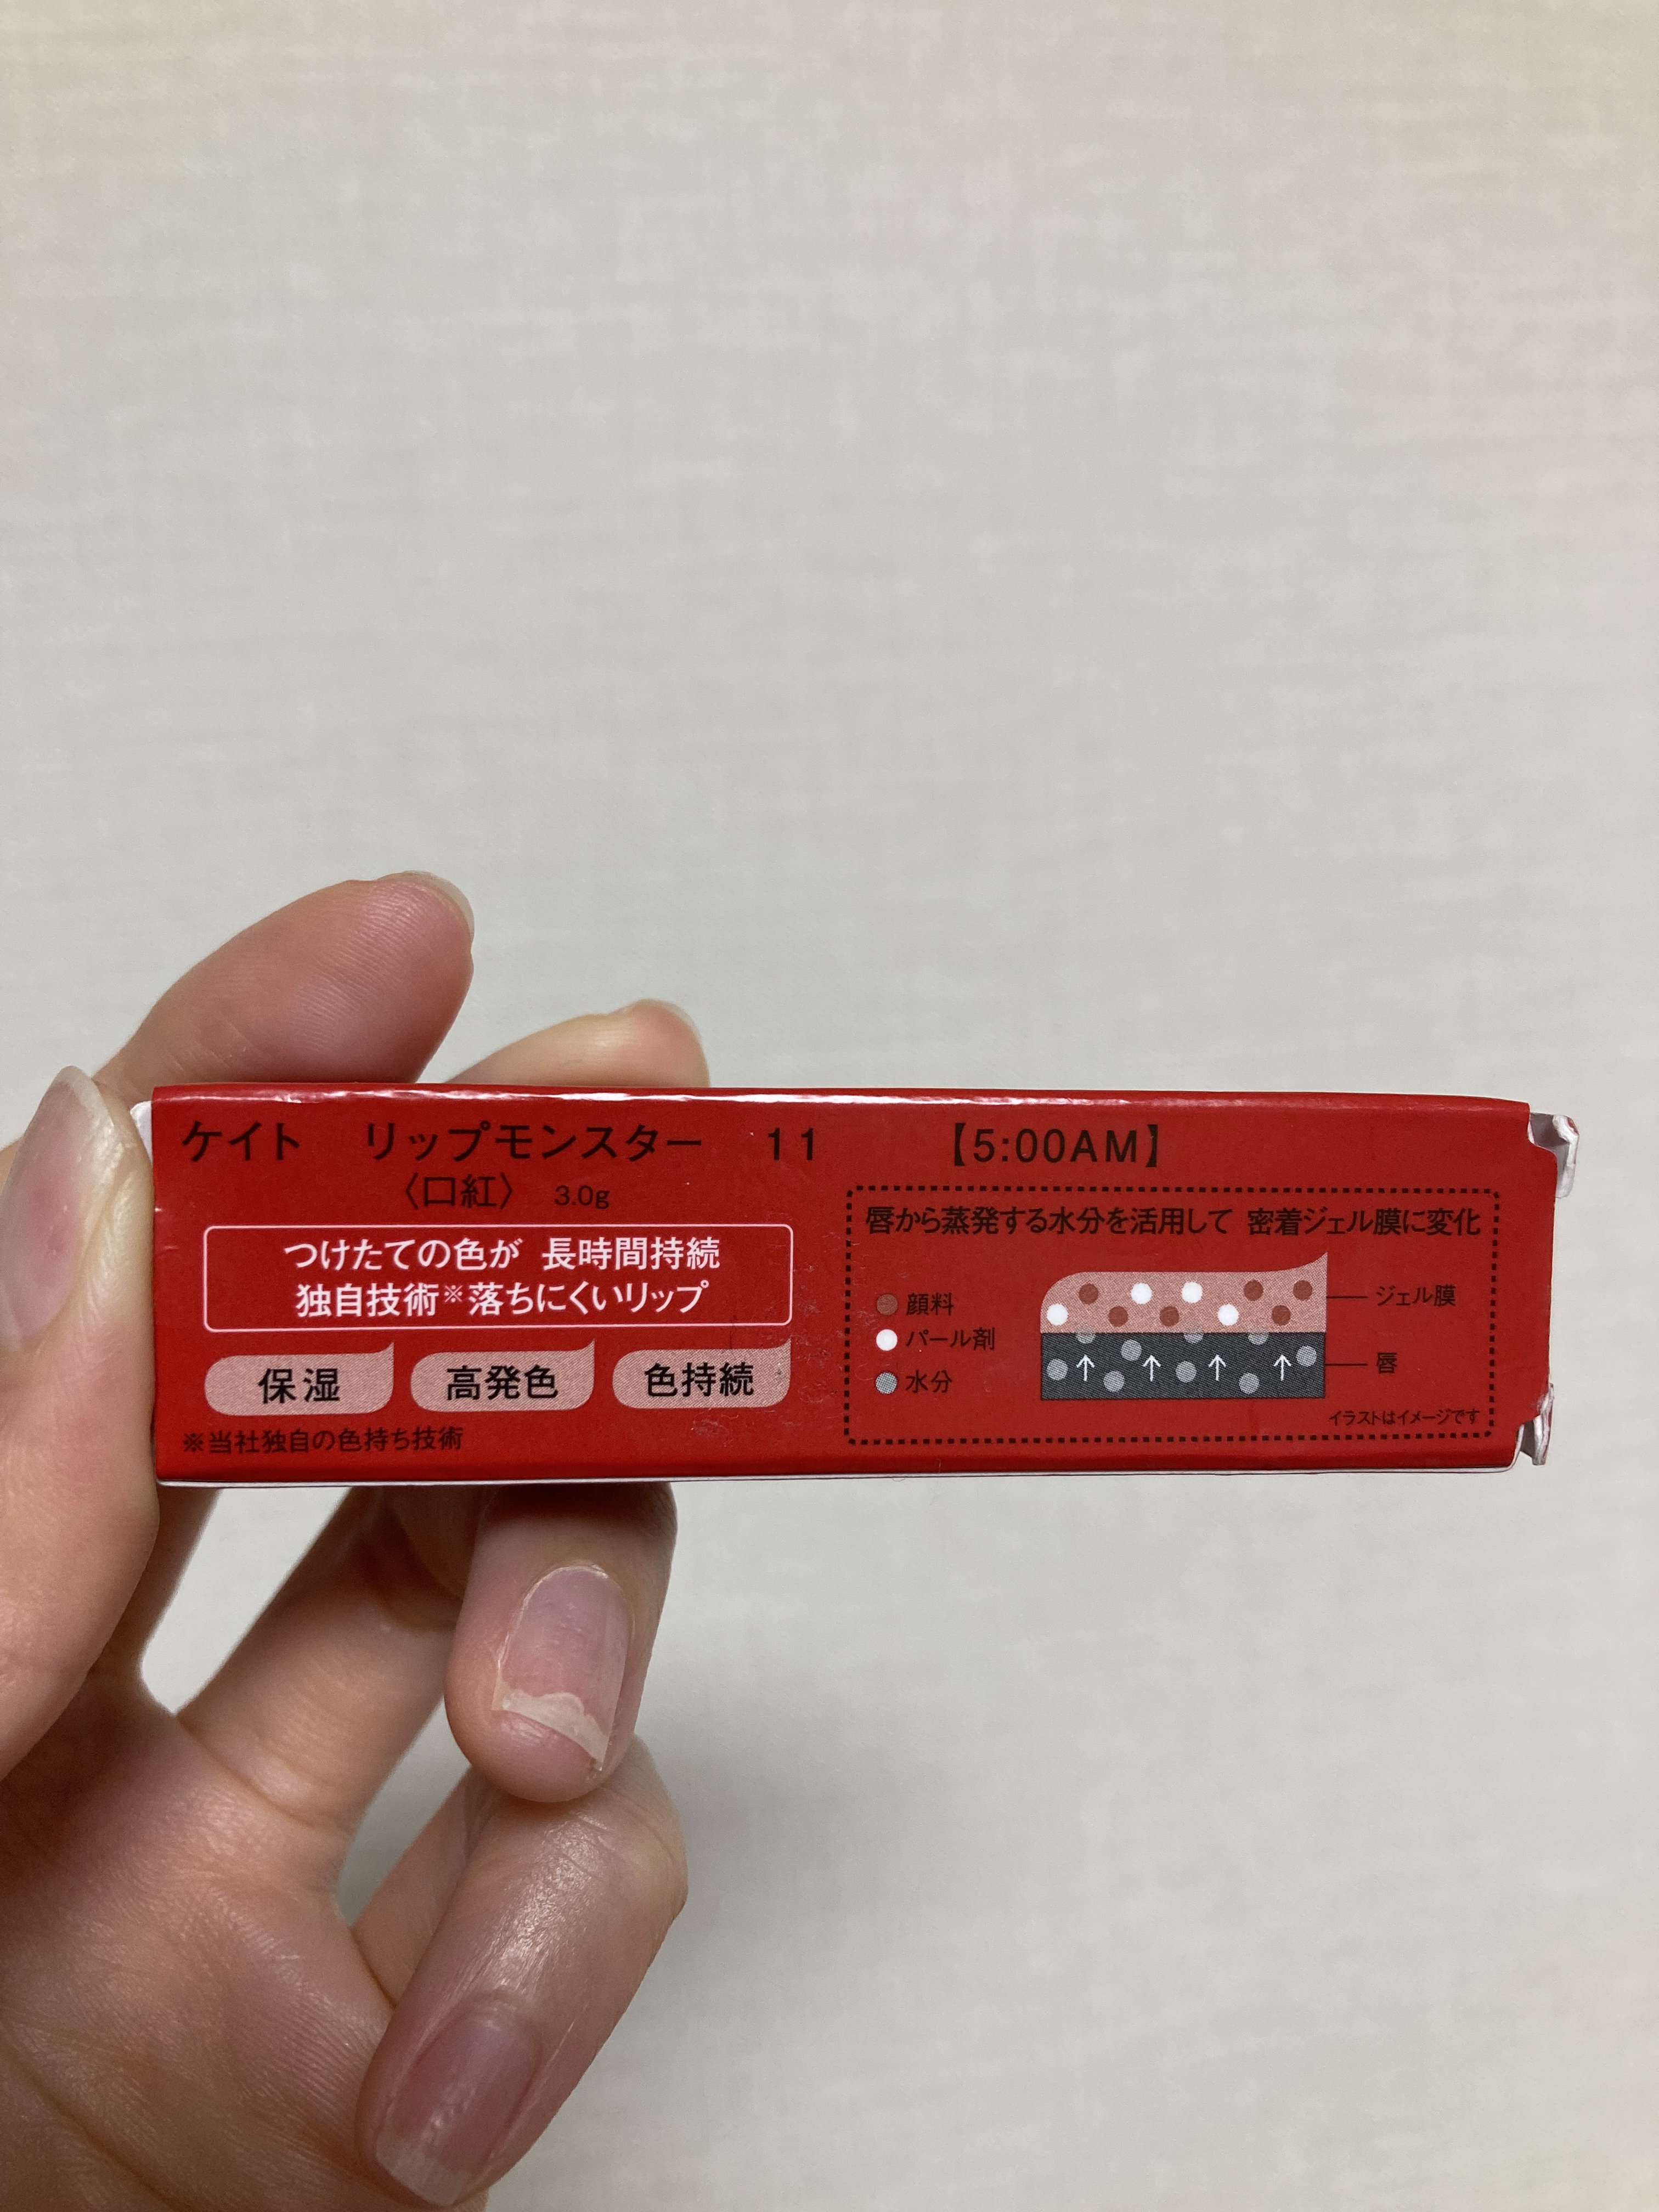 ケイト リップモンスター 11 【5:00AM】
〈口紅〉 3.0g
つけたての色が 長時間持続
独自技術※落ちにくいリップ
保湿 高発色 色持続
※当社独自の色持ち技術
唇から蒸発する水分を活用して 密着ジェル膜に変化
顔料
パール剤
水分
ジェル膜
唇
イラストはイメージです